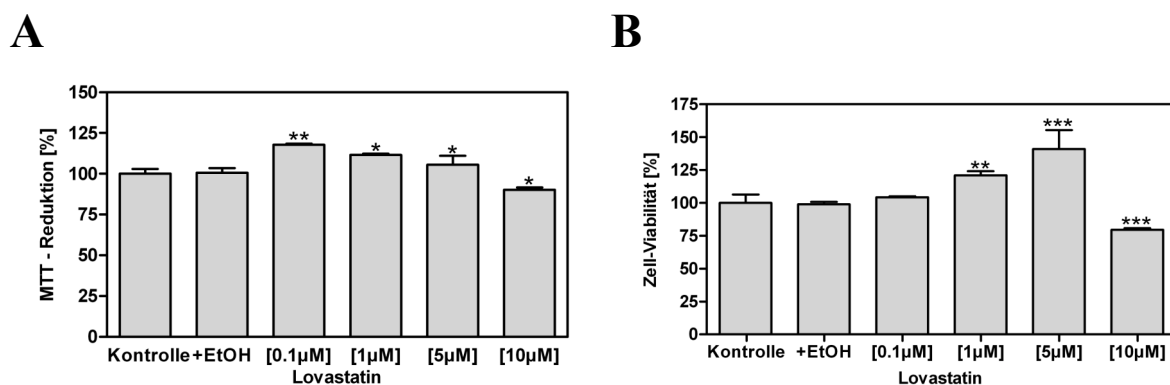 A
MTT - Reduktion [%]
150
125
100
75
50
25
0
** * * *
Kontrolle +EtOH [0.1µM] [1µM] [5µM] [10µM]
Lovastatin
B
Zell-Viabilität [%]
175
150
125
100
75
50
25
0
** *** ***
Kontrolle +EtOH [0.1µM] [1µM] [5µM] [10µM]
Lovastatin